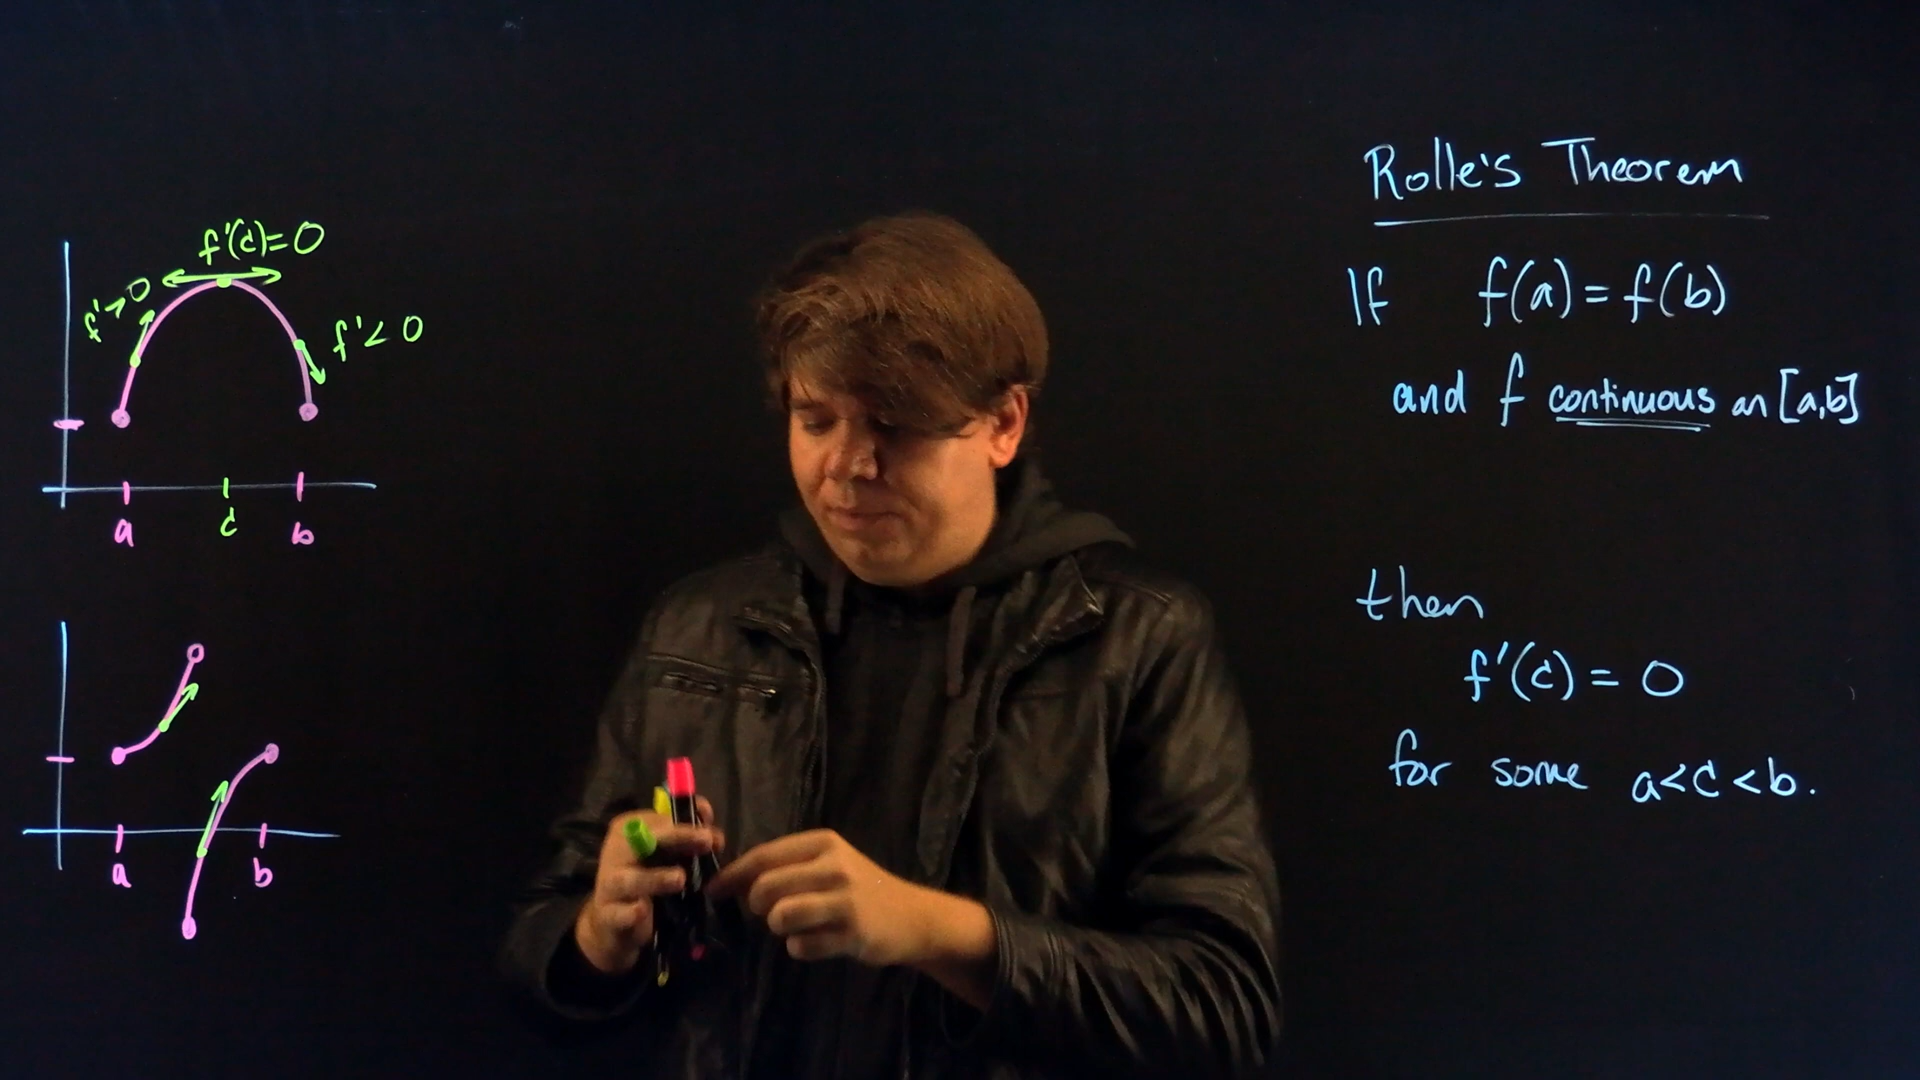 f'(c)=0
f'>0
f'<0
a c b
a b
Rolle's Theorem
If f(a)=f(b)
and f continuous on [a,b]
then
f'(c)=0
for some a<c<b.